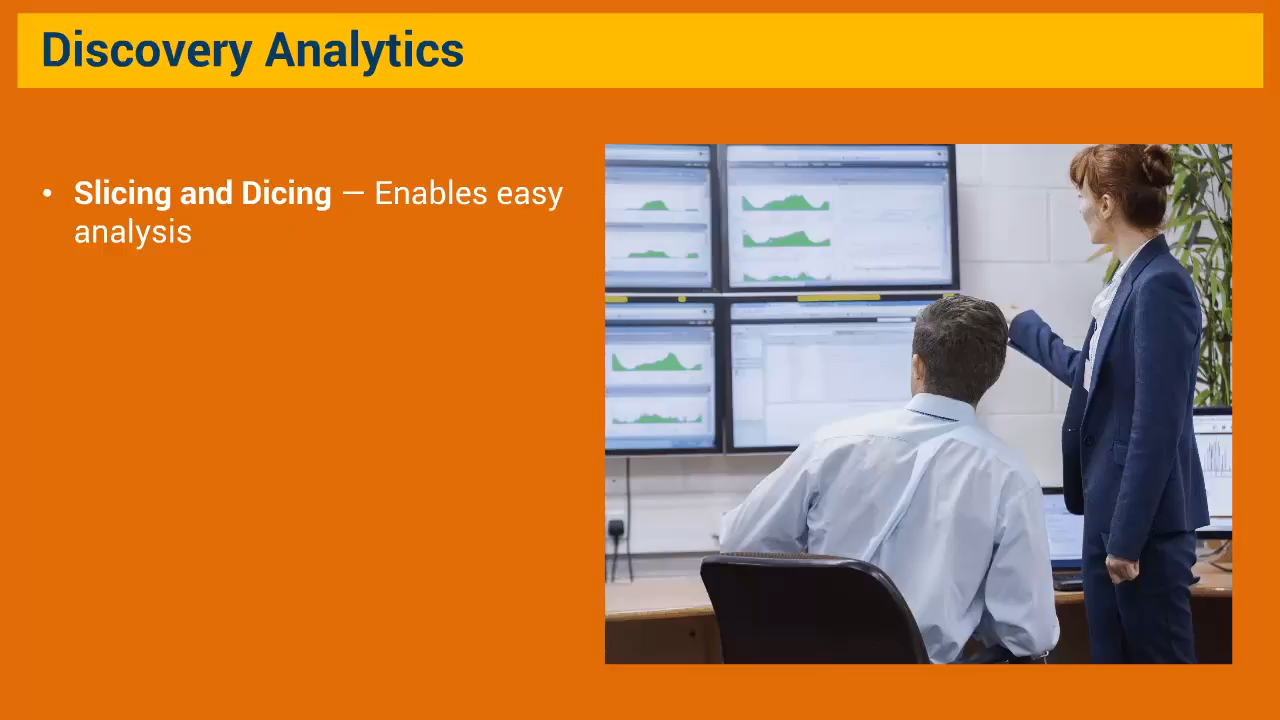 Discovery Analytics
• Slicing and Dicing — Enables easy
analysis